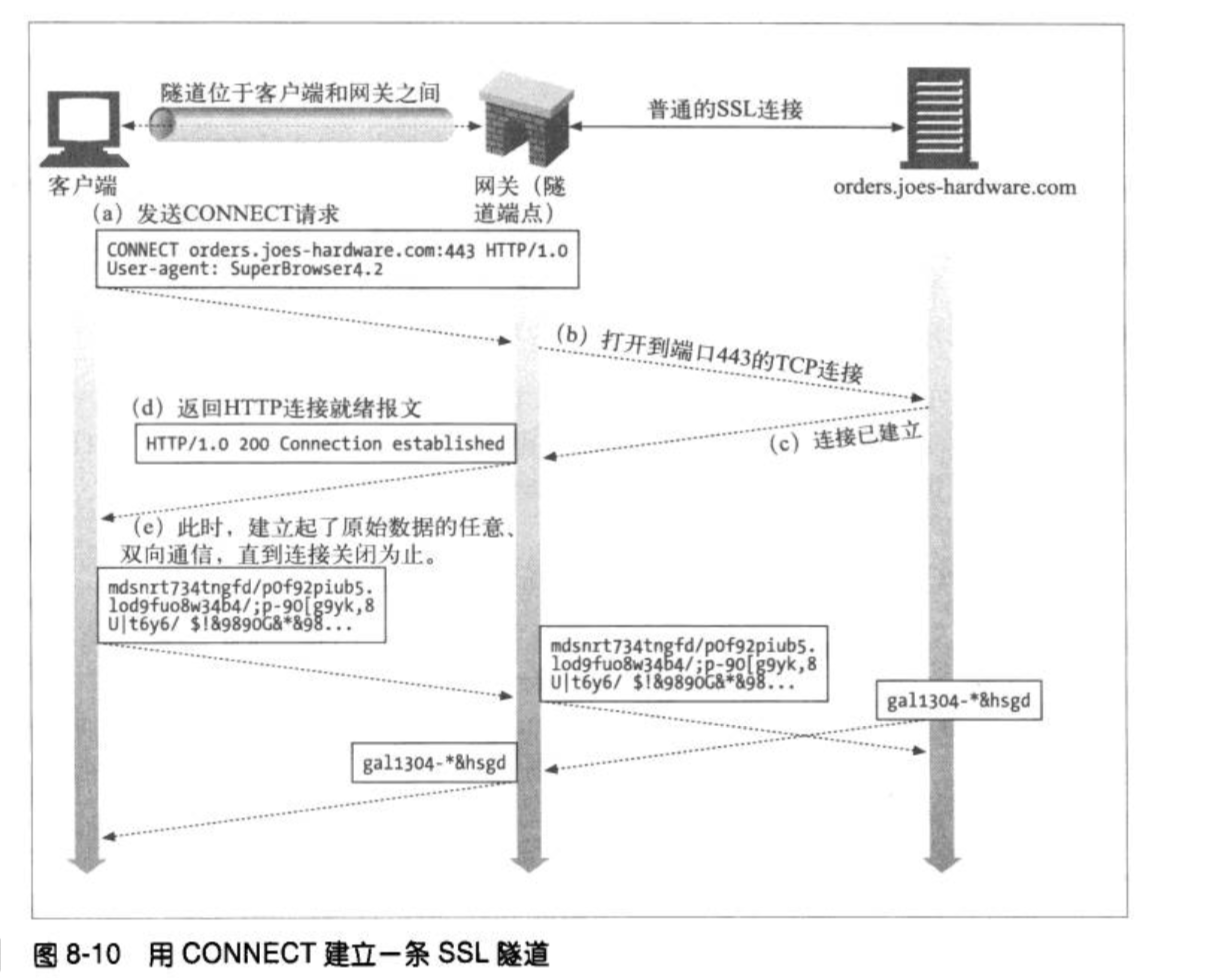 隧道位于客户端和网关之间
普通的SSL连接
客户端
网关（隧
道端点）
orders.joes-hardware.com
（a）发送CONNECT请求
CONNECT orders.joes-hardware.com:443 HTTP/1.0
User-agent: SuperBrowser4.2
（b）打开到端口443的TCP连接
（c）连接已建立
（d）返回HTTP连接就绪报文
HTTP/1.0 200 Connection established
（e）此时，建立起了原始数据的任意、
双向通信，直到连接关闭为止。
mdsnrt734tngfd/p0f92piub5.
lod9fuo8w34b4/;p-90[g9yk,8
U|t6y6/ $!&9890G&*&98...
mdsnrt734tngfd/p0f92piub5.
lod9fuo8w34b4/;p-90[g9yk,8
U|t6y6/ $!&9890G&*&98...
gal1304-*&hsgd
gal1304-*&hsgd
图 8-10 用 CONNECT 建立一条 SSL 隧道